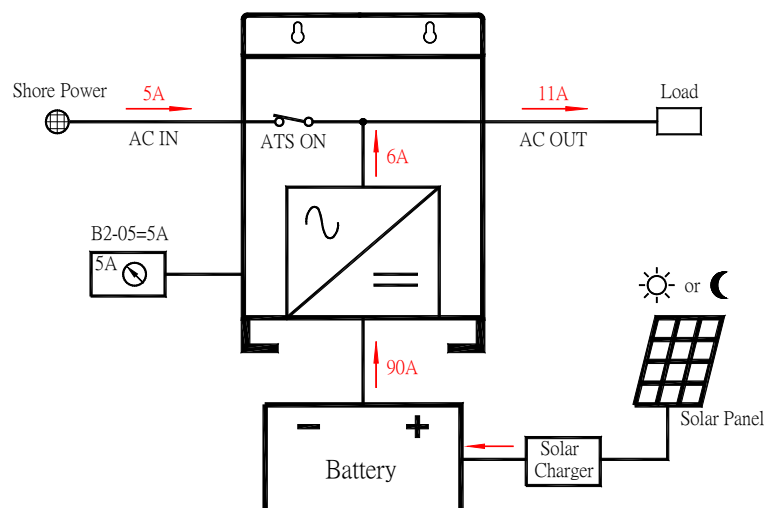 Shore Power
5A
AC IN
ATS ON
11A
AC OUT
Load
6A
B2-05=5A
5A
or
90A
Solar Panel
Battery
Solar
Charger